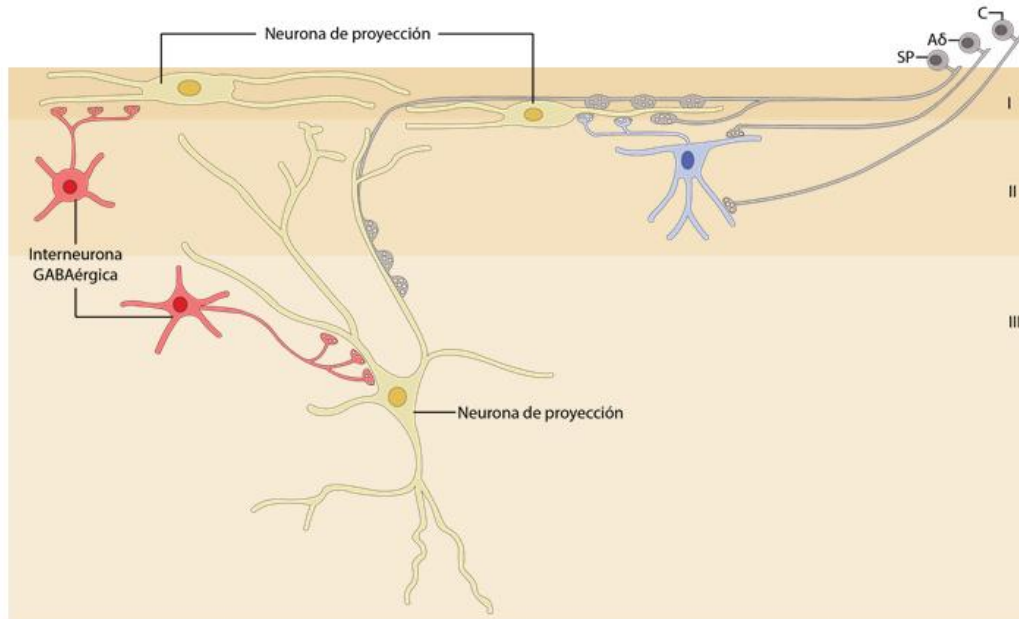 Neurona de proyección
C
Aδ
SP
I
II
Interneurona
GABAérgica
III
Neurona de proyección